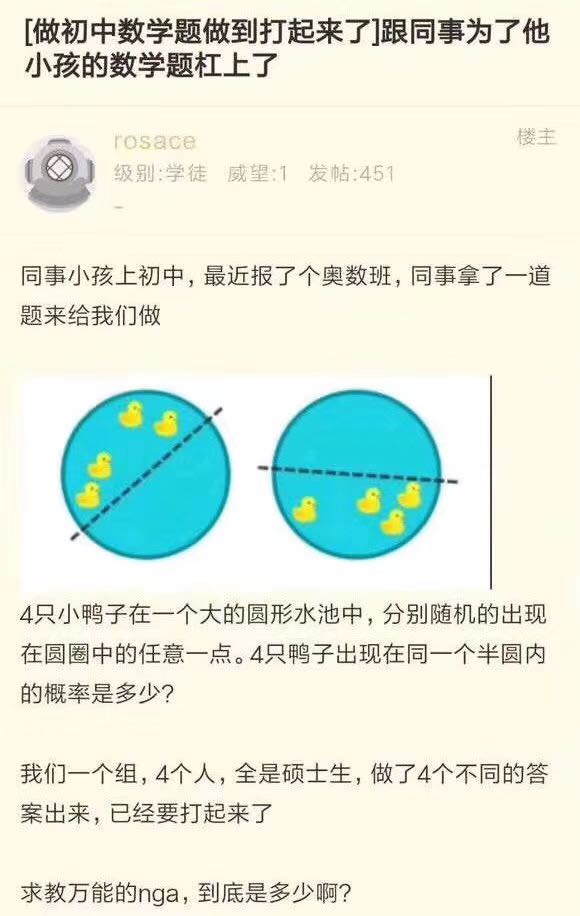 [做初中数学题做到打起来了]跟同事为了他
小孩的数学题杠上了
rosace
楼主
级别:学徒 威望:1 发帖:451
-
同事小孩上初中，最近报了个奥数班，同事拿了一道
题来给我们做
4只小鸭子在一个大的圆形水池中，分别随机的出现
在圆圈中的任意一点。4只鸭子出现在同一个半圆内
的概率是多少？
我们一个组，4个人，全是硕士生，做了4个不同的答
案出来，已经要打起来了
求教万能的nga，到底是多少啊？